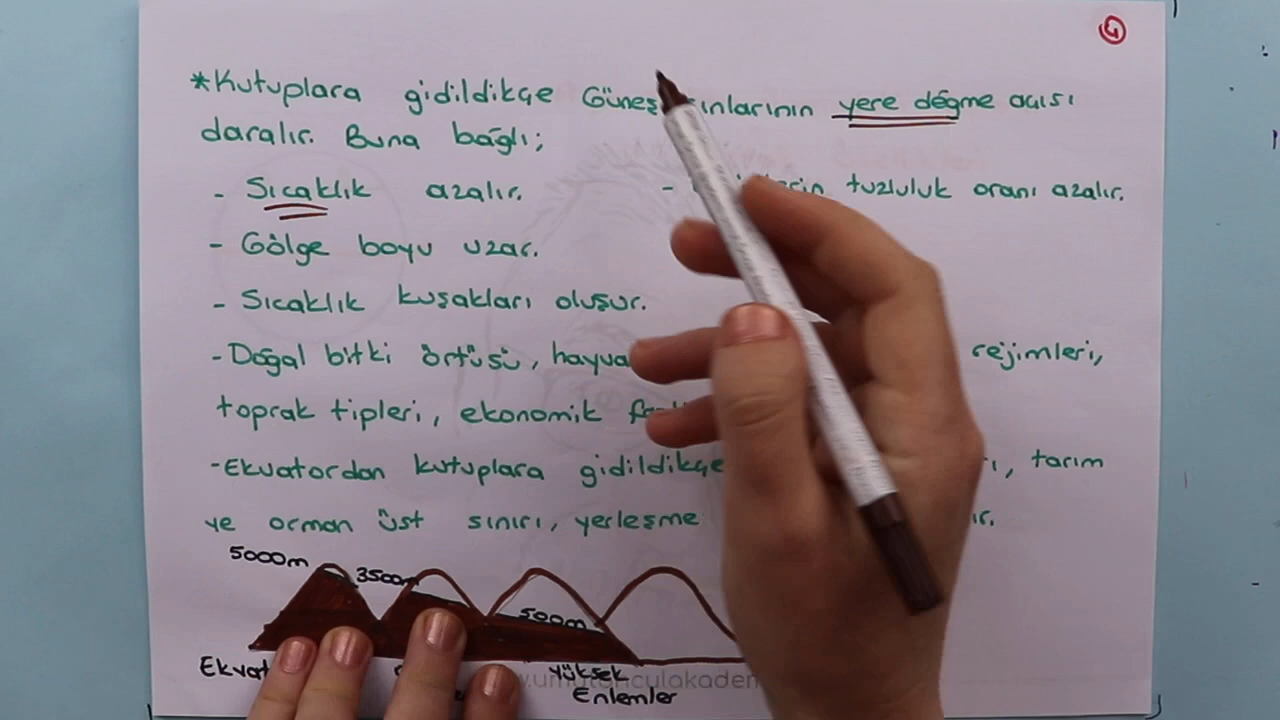 *Kutuplara gidildikçe Güneş yere değme açısı
daralır. Buna bağlı;
- Sıcaklık azalır. - tuzluluk oranı azalır.
- Gölge boyu uzar.
- Sıcaklık kuşakları oluşur.
- Doğal bitki örtüsü, rejimleri,
toprak tipleri, ekonomik
- Ekvatordan kutuplara gidildikçe , tarım
ve orman üst sınırı, yerleşme
5000m
3500m
500m
yüksek
Enlemler